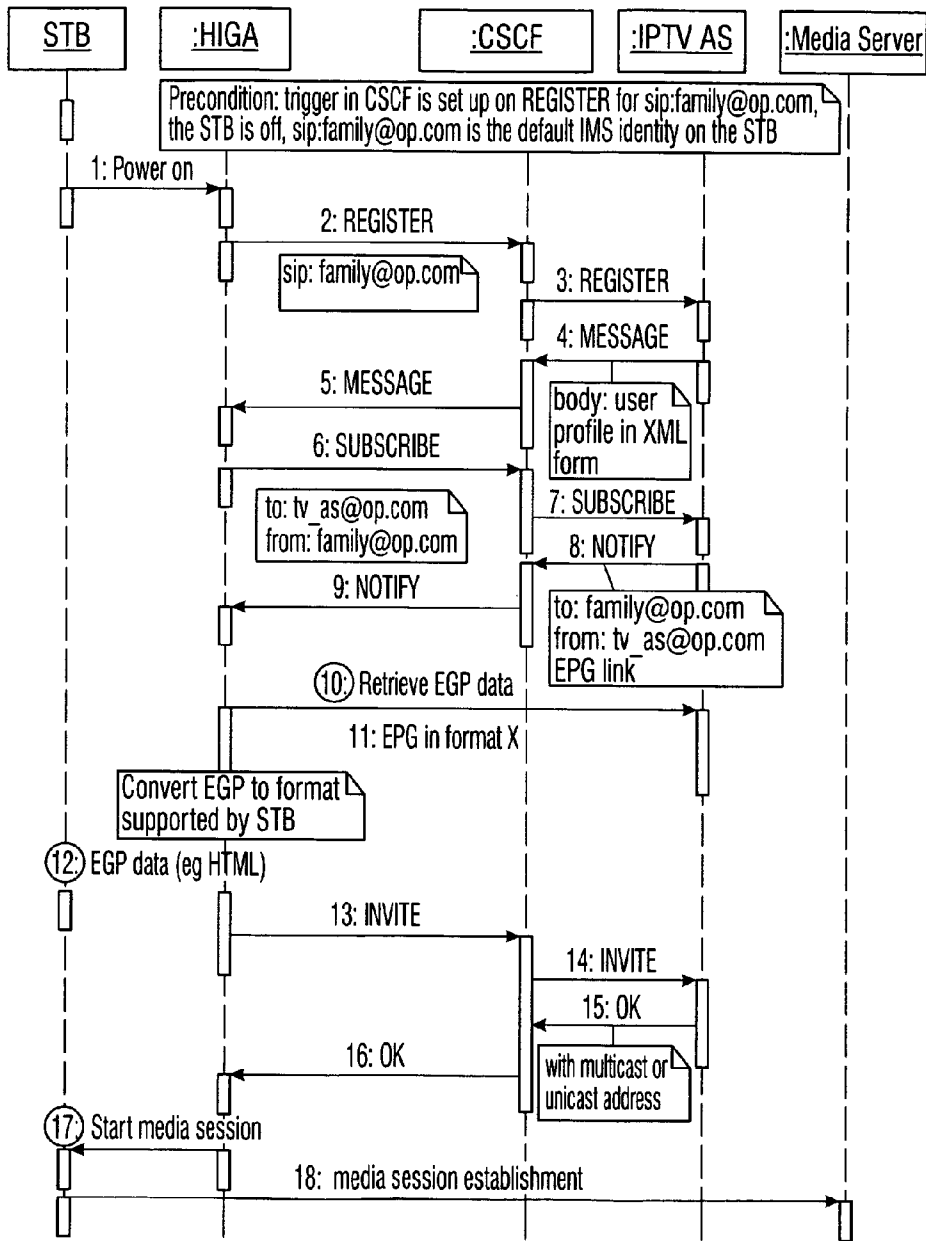 STB
:HIGA
:CSCF
:IPTV AS
:Media Server
Precondition: trigger in CSCF is set up on REGISTER for sip:family@op.com,
the STB is off, sip:family@op.com is the default IMS identity on the STB
1: Power on
2: REGISTER
sip: family@op.com
3: REGISTER
4: MESSAGE
body: user
profile in XML
form
5: MESSAGE
6: SUBSCRIBE
to: tv_as@op.com
from: family@op.com
7: SUBSCRIBE
8: NOTIFY
9: NOTIFY
to: family@op.com
from: tv_as@op.com
EPG link
10: Retrieve EGP data
11: EPG in format X
Convert EGP to format
supported by STB
12: EGP data (eg HTML)
13: INVITE
14: INVITE
15: OK
with multicast or
unicast address
16: OK
17: Start media session
18: media session establishment